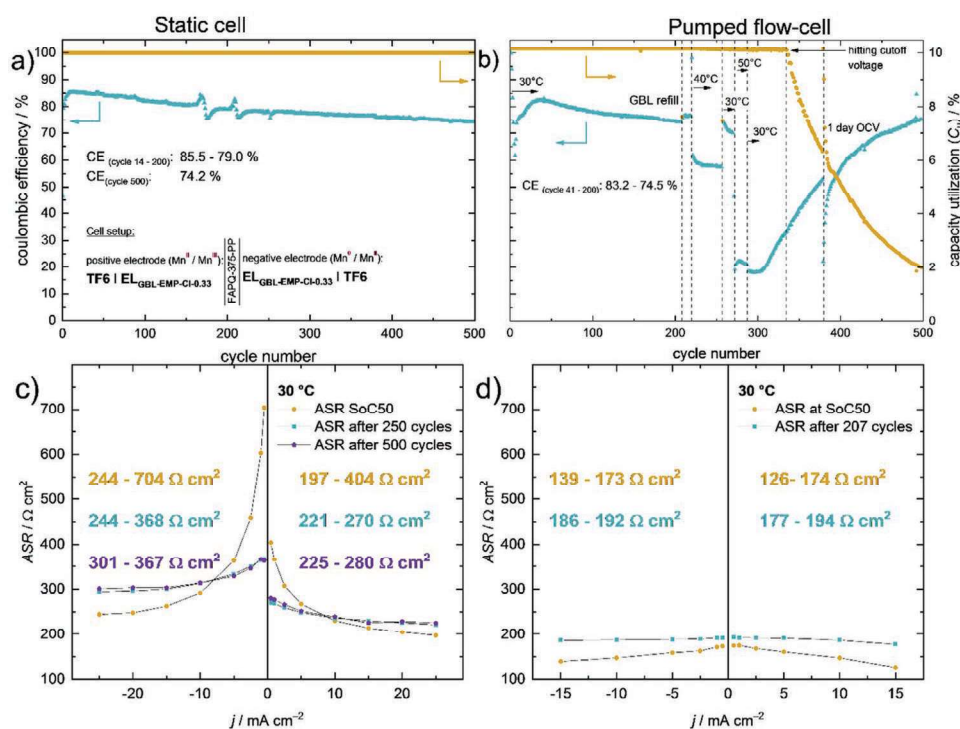 Static cell
Pumped flow-cell
a)
b)
coulombic efficiency / %
100
95
90
85
80
75
70
60
50
40
30
20
10
0
CE (cycle 14 - 200): 85.5 - 79.0 %
CE(cycle 500): 74.2 %
Cell setup:
positive electrode (MnII / MnIII):
TF6 I ELGBL-EMP-Cl-0.33
FAPQ-375-PP
negative electrode (MnII / MnIII):
ELGBL-EMP-Cl-0.33 I TF6
0 100 200 300 400 500
cycle number
30°C
GBL refill
40°C
30°C
50°C
30°C
hitting cutoff
voltage
1 day OCV
CE (cycle 41 - 200): 83.2 - 74.5 %
10
8
6
4
2
0
0 100 200 300 400 500
cycle number
c)
30 °C
ASR SoC50
ASR after 250 cycles
ASR after 500 cycles
244 - 704 Ω cm2
197 - 404 Ω cm2
244 - 368 Ω cm2
221 - 270 Ω cm2
301 - 367 Ω cm2
225 - 280 Ω cm2
ASR / Ω cm2
700
600
500
400
300
200
100
-20 -10 0 10 20
j / mA cm−2
d)
30 °C
ASR at SoC50
ASR after 207 cycles
139 - 173 Ω cm2
126- 174 Ω cm2
186 - 192 Ω cm2
177 - 194 Ω cm2
ASR / Ω cm2
700
600
500
400
300
200
100
-15 -10 -5 0 5 10 15
j / mA cm−2